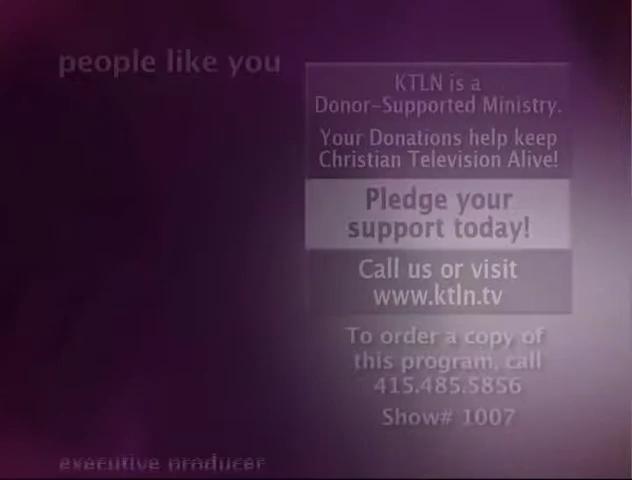 people like you
KTLN is a
Donor-Supported Ministry.
Your Donations help keep
Christian Television Alive!
Pledge your
support today!
Call us or visit
www.ktln.tv
To order a copy of
this program, call
415.485.5856
Show# 1007
executive producer